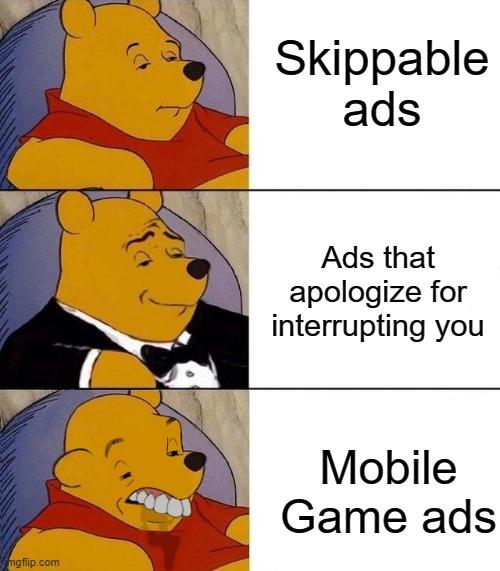 Skippable
ads
Ads that
apologize for
interrupting you
Mobile
Game ads
imgflip.com